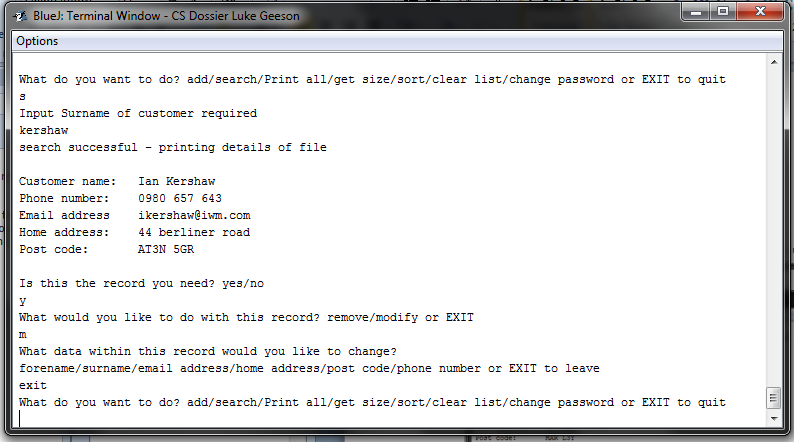 BlueJ: Terminal Window - CS Dossier Luke Geeson
Options
What do you want to do? add/search/Print all/get size/sort/clear list/change password or EXIT to quit
s
Input Surname of customer required
kershaw
search successful - printing details of file
Customer name: Ian Kershaw
Phone number: 0980 657 643
Email address ikershaw@iwm.com
Home address: 44 berliner road
Post code: AT3N 5GR
Is this the record you need? yes/no
y
What would you like to do with this record? remove/modify or EXIT
m
What data within this record would you like to change?
forename/surname/email address/home address/post code/phone number or EXIT to leave
exit
What do you want to do? add/search/Print all/get size/sort/clear list/change password or EXIT to quit